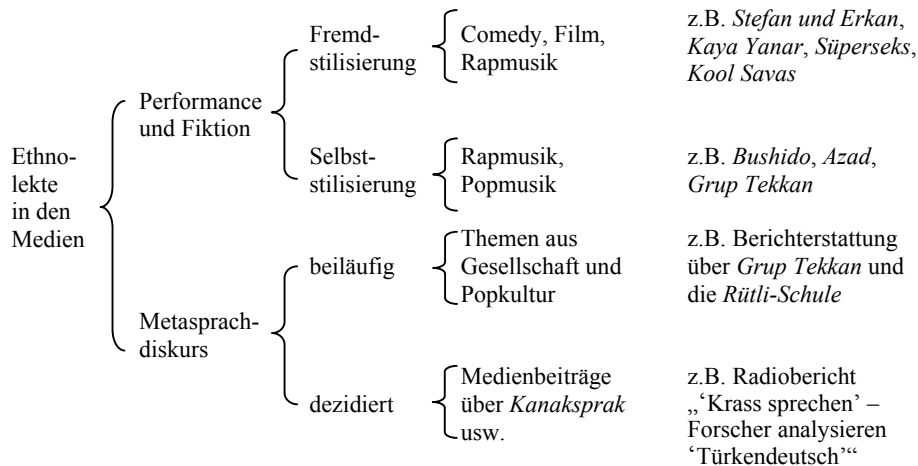 Ethno-
lekte
in den
Medien
Performance
und Fiktion
Fremd-
stilisierung
Comedy, Film,
Rapmusik
z.B. Stefan und Erkan,
Kaya Yanar, Süperseks,
Kool Savas
Selbst-
stilisierung
Rapmusik,
Popmusik
z.B. Bushido, Azad,
Grup Tekkan
Metasprach-
diskurs
beiläufig
Themen aus
Gesellschaft und
Popkultur
z.B. Berichterstattung
über Grup Tekkan und
die Rütli-Schule
dezidiert
Medienbeiträge
über Kanaksprak
usw.
z.B. Radiobericht
„‘Krass sprechen’ –
Forscher analysieren
‘Türkendeutsch’“